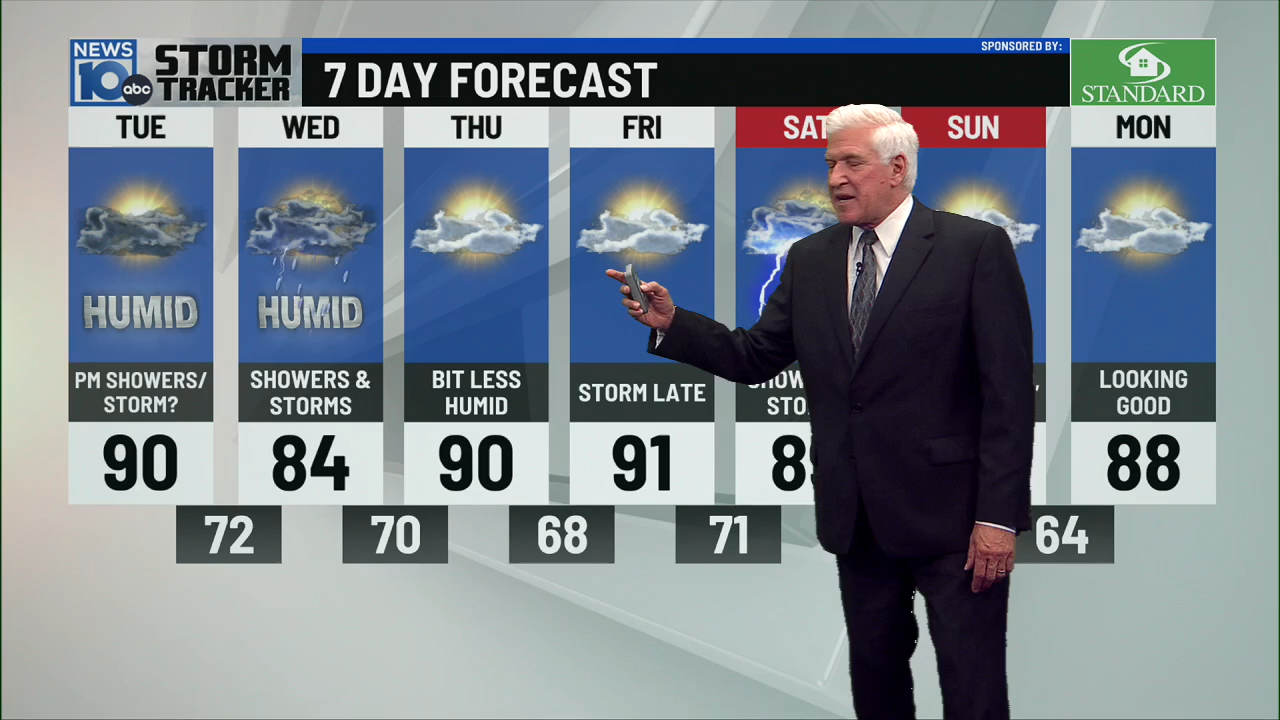 NEWS
10
abc
STORM
TRACKER
7 DAY FORECAST
SPONSORED BY:
STANDARD
TUE
WED
THU
FRI
SAT
SUN
MON
HUMID
HUMID
PM SHOWERS/
STORM?
SHOWERS &
STORMS
BIT LESS
HUMID
STORM LATE
LOOKING
GOOD
90
84
90
91
88
72
70
68
71
64